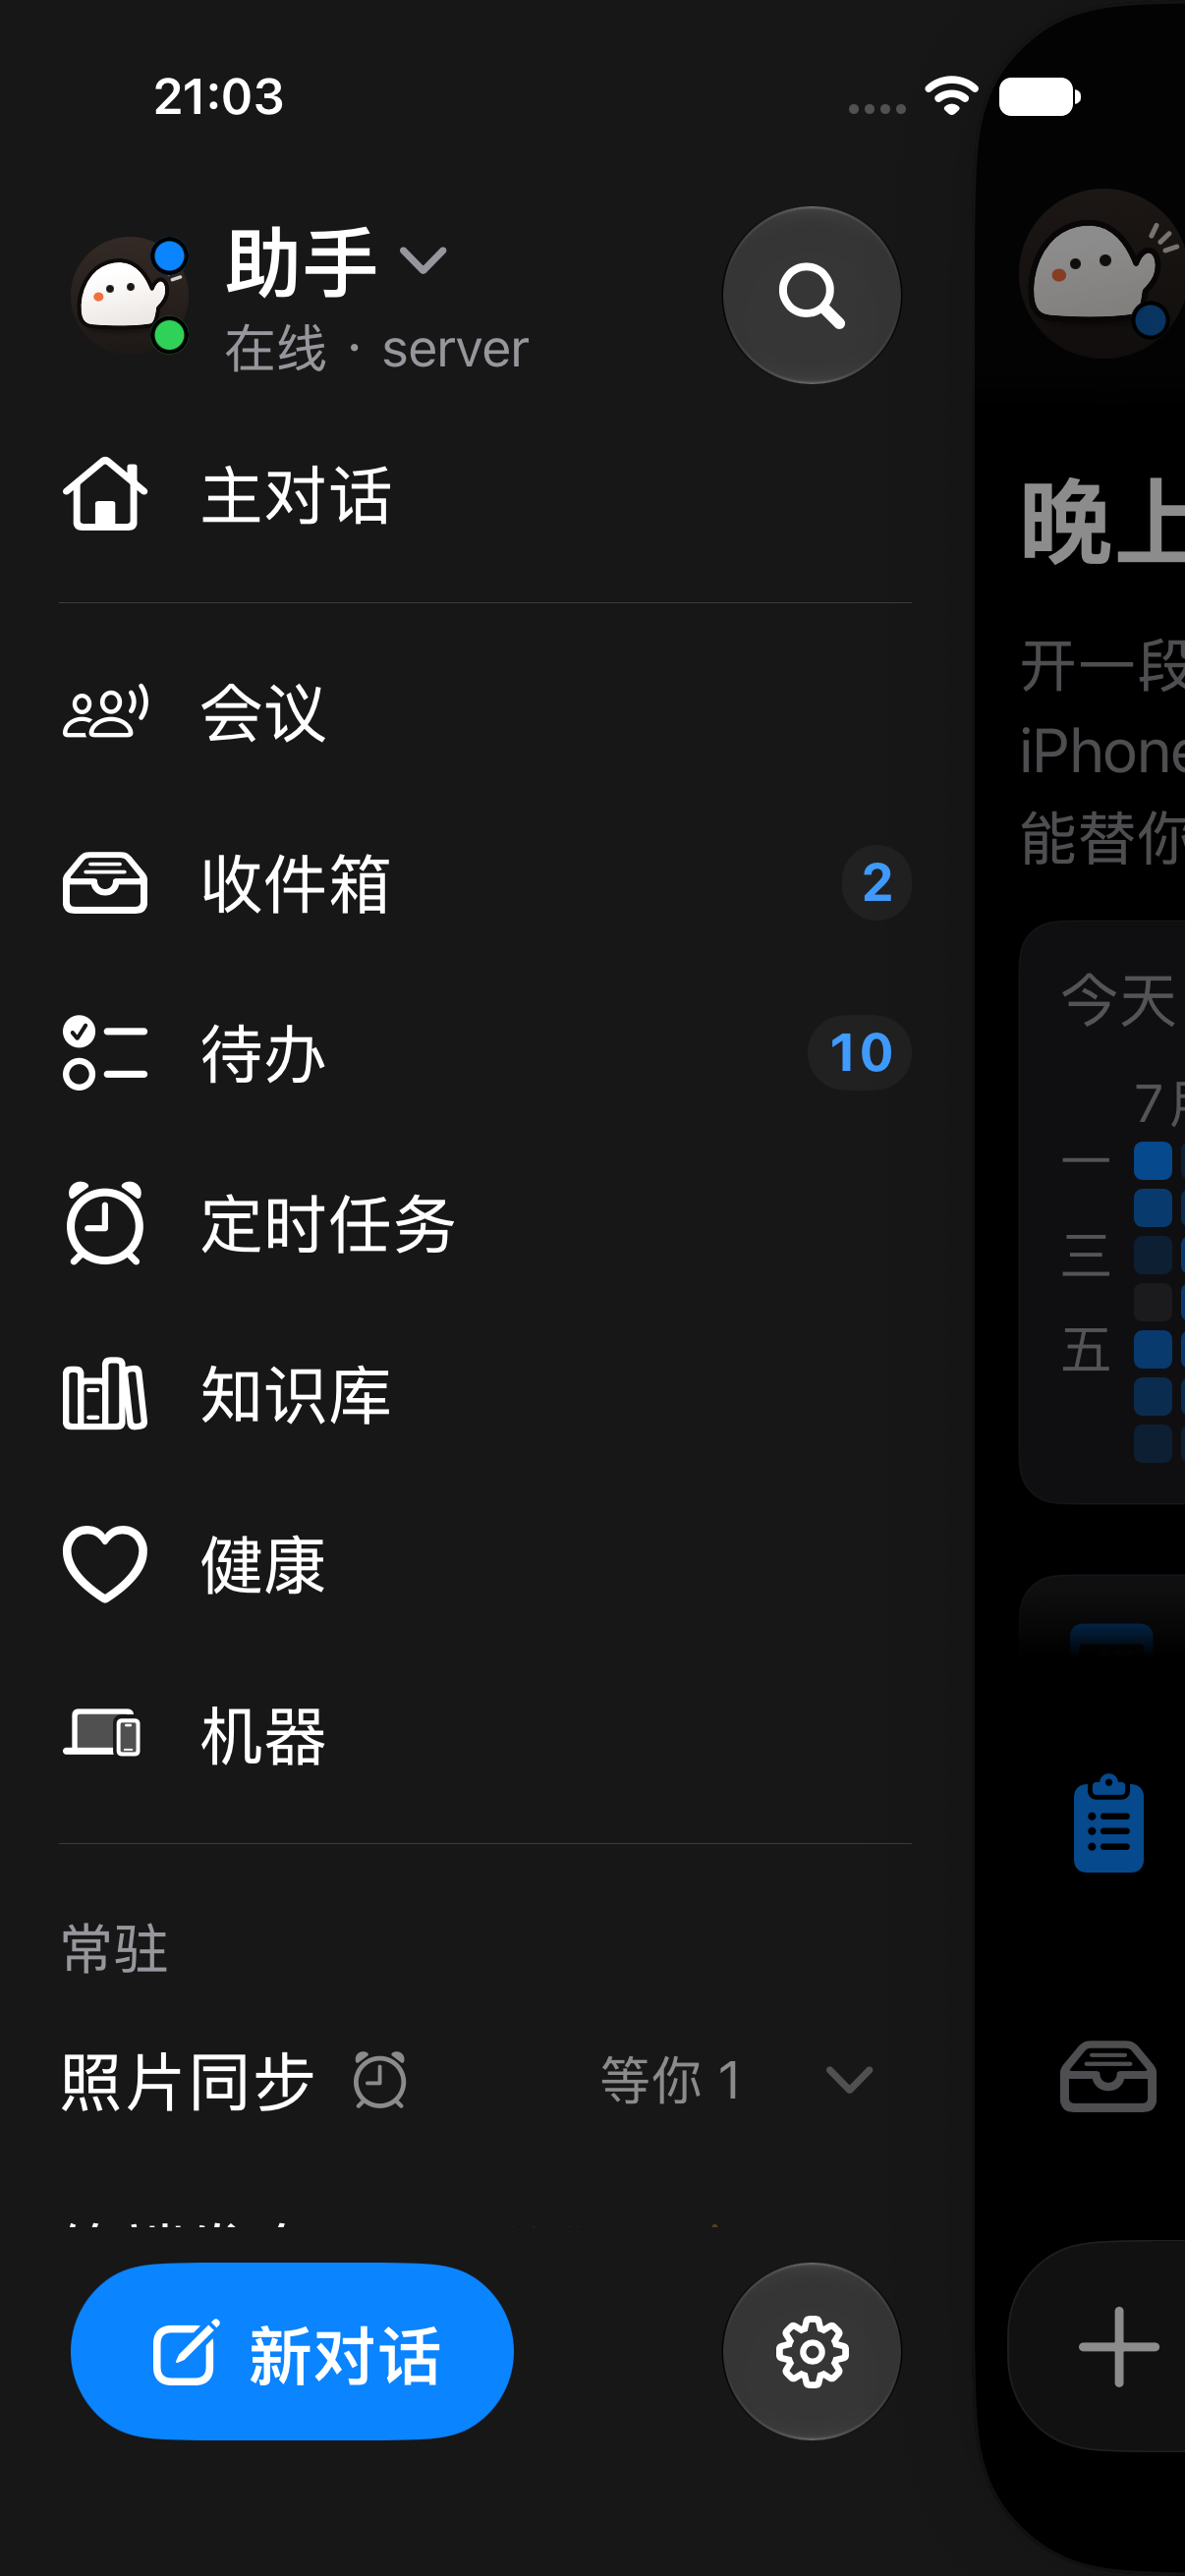 21:03
助手
在线 · server
主对话
会议
收件箱
2
待办
10
定时任务
知识库
健康
机器
常驻
照片同步
等你 1
新对话
晚上
开一段
iPhone
能替你
今天
7月
一
三
五